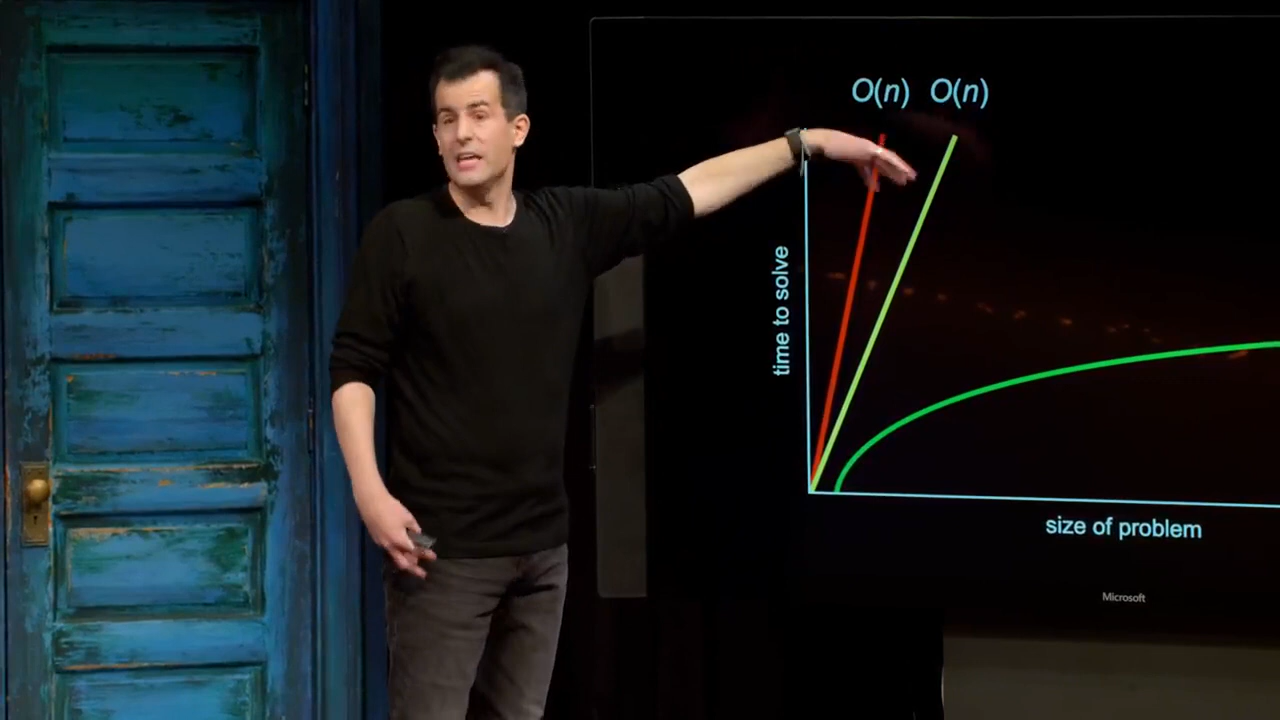 O(n) O(n)
time to solve
size of problem
Microsoft